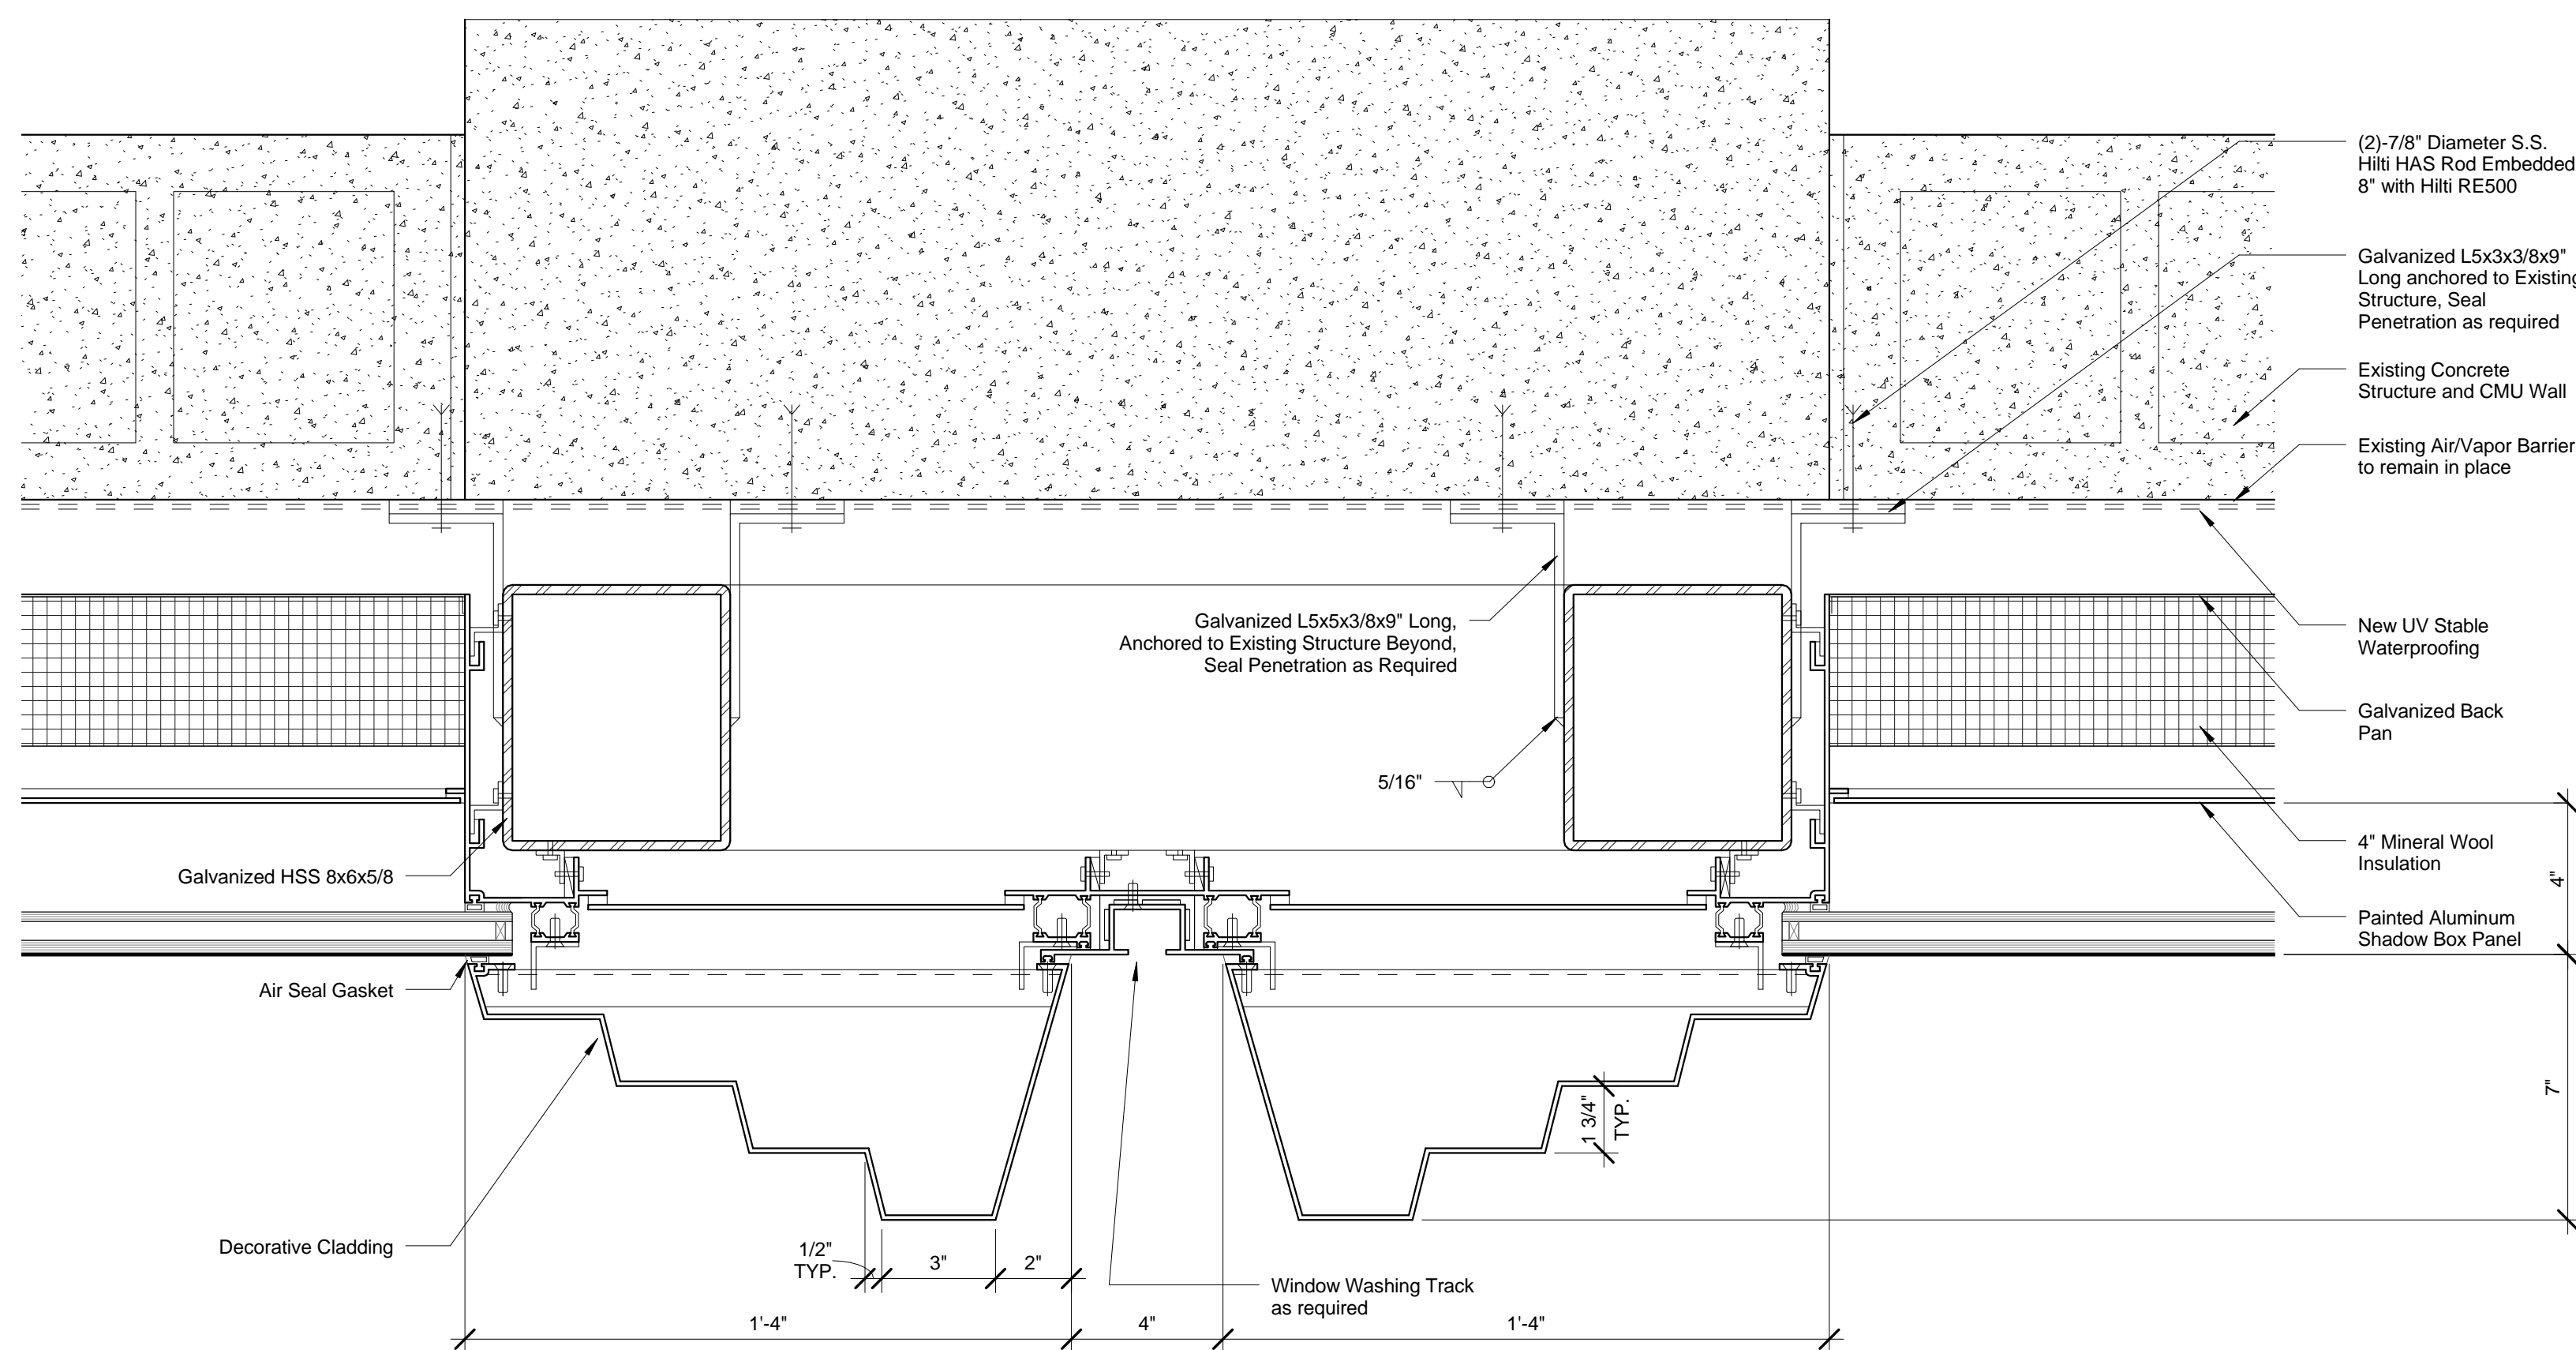 (2)-7/8" Diameter S.S.
Hilti HAS Rod Embedded
8" with Hilti RE500
Galvanized L5x3x3/8x9"
Long anchored to Existing
Structure, Seal
Penetration as required
Existing Concrete
Structure and CMU Wall
Existing Air/Vapor Barrier
to remain in place
Galvanized L5x5x3/8x9" Long,
Anchored to Existing Structure Beyond,
Seal Penetration as Required
New UV Stable
Waterproofing
Galvanized Back
Pan
5/16"
4" Mineral Wool
Insulation
4"
Galvanized HSS 8x6x5/8
Painted Aluminum
Shadow Box Panel
Air Seal Gasket
7"
1 3/4"
TYP.
Decorative Cladding
1/2"
TYP.
3"
2"
Window Washing Track
as required
1'-4"
4"
1'-4"